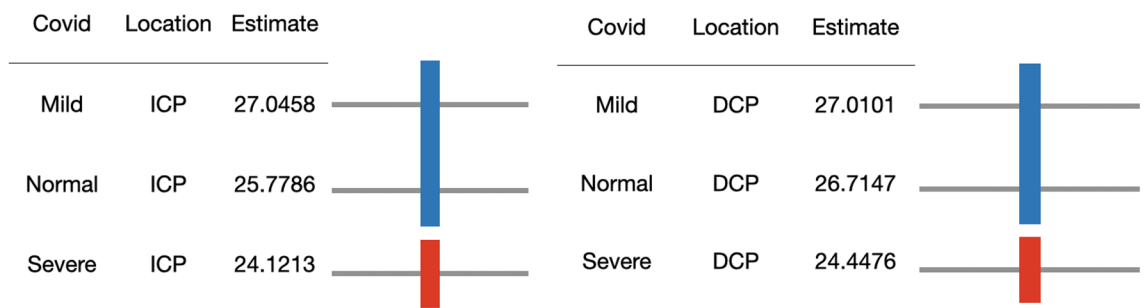 Covid Location Estimate
Mild ICP 27.0458
Normal ICP 25.7786
Severe ICP 24.1213
Covid Location Estimate
Mild DCP 27.0101
Normal DCP 26.7147
Severe DCP 24.4476